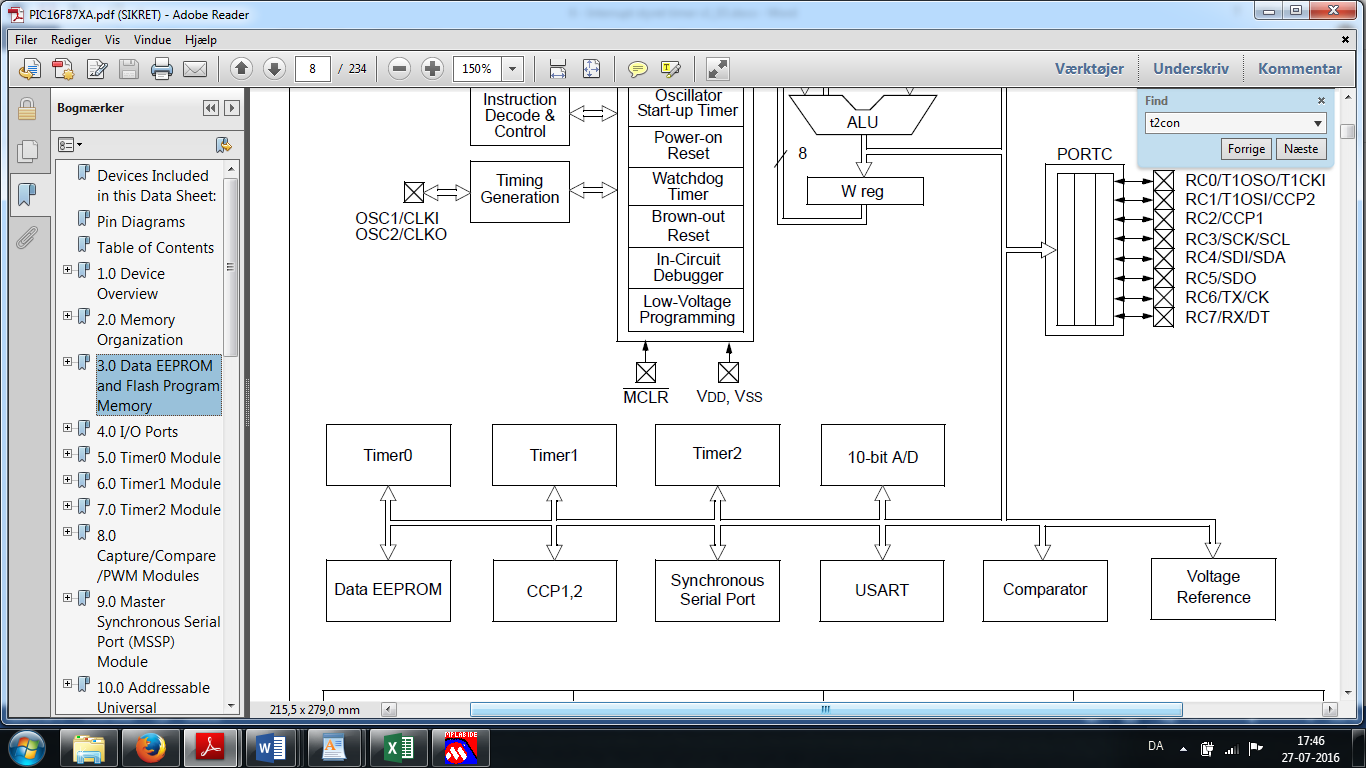 PIC16F87XA.pdf (SIKRET) - Adobe Reader
Filer Rediger Vis Vindue Hjælp
8 / 234 150% Værktøjer Underskriv Kommentar
Bogmærker
Devices Included
in this Data Sheet:
Pin Diagrams
Table of Contents
1.0 Device
Overview
2.0 Memory
Organization
3.0 Data EEPROM
and Flash Program
Memory
4.0 I/O Ports
5.0 Timer0 Module
6.0 Timer1 Module
7.0 Timer2 Module
8.0
Capture/Compare
/PWM Modules
9.0 Master
Synchronous Serial
Port (MSSP)
Module
10.0 Addressable
Universal
Find
t2con
Forrige Næste
Instruction
Decode &
Control
Timing
Generation
OSC1/CLKI
OSC2/CLKO
Oscillator
Start-up Timer
Power-on
Reset
Watchdog
Timer
Brown-out
Reset
In-Circuit
Debugger
Low-Voltage
Programming
MCLR
VDD, VSS
ALU
8
W reg
PORTC
RC0/T1OSO/T1CKI
RC1/T1OSI/CCP2
RC2/CCP1
RC3/SCK/SCL
RC4/SDI/SDA
RC5/SDO
RC6/TX/CK
RC7/RX/DT
Timer0
Timer1
Timer2
10-bit A/D
Data EEPROM
CCP1,2
Synchronous
Serial Port
USART
Comparator
Voltage
Reference
215,5 x 279,0 mm
MPLAB IDE
DA
17:46
27-07-2016